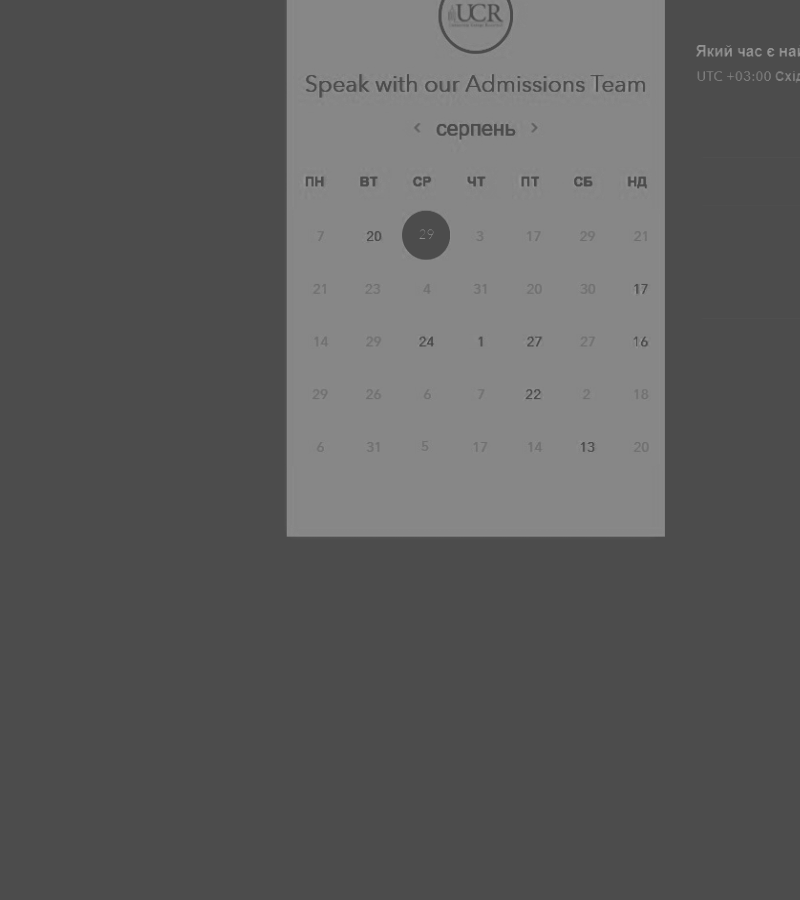 UCR
Speak with our Admissions Team
серпень
ПН ВТ СР ЧТ ПТ СБ НД
7 20 29 3 17 29 21
21 23 4 31 20 30 17
14 29 24 1 27 27 16
29 26 6 7 22 2 18
6 31 5 17 14 13 20
Який час є
UTC +03:00